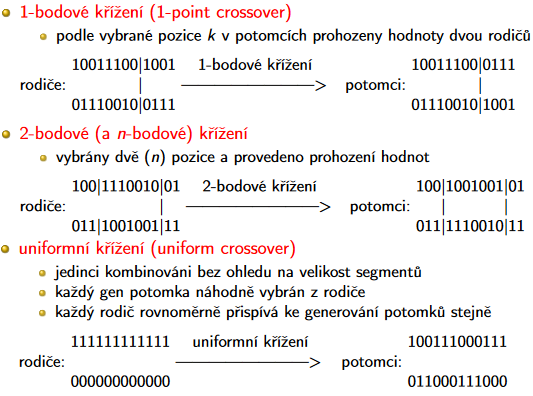 1-bodové křížení (1-point crossover)
podle vybrané pozice k v potomcích prohozeny hodnoty dvou rodičů
10011100|1001 1-bodové křížení 10011100|0111
rodiče: | ———————> potomci: |
01110010|0111 01110010|1001
2-bodové (a n-bodové) křížení
vybrány dvě (n) pozice a provedeno prohození hodnot
100|1110010|01 2-bodové křížení 100|1001001|01
rodiče: | ———————> potomci: | |
011|1001001|11 011|1110010|11
uniformní křížení (uniform crossover)
jedinci kombinováni bez ohledu na velikost segmentů
každý gen potomka náhodně vybrán z rodiče
každý rodič rovnoměrně přispívá ke generování potomků stejně
111111111111 uniformní křížení 100111000111
rodiče: ———————> potomci:
000000000000 011000111000